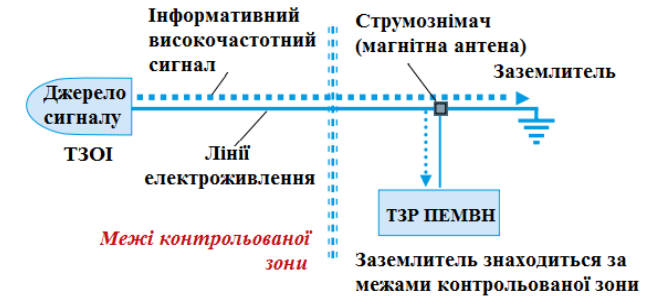 Інформативний
високочастотний
сигнал
Струмознімач
(магнітна антена)
Заземлитель
Джерело
сигналу
ТЗОІ
Лінії
електроживлення
ТЗР ПЕМВН
Межі контрольованої
зони
Заземлитель знаходиться за
межами контрольованої зони